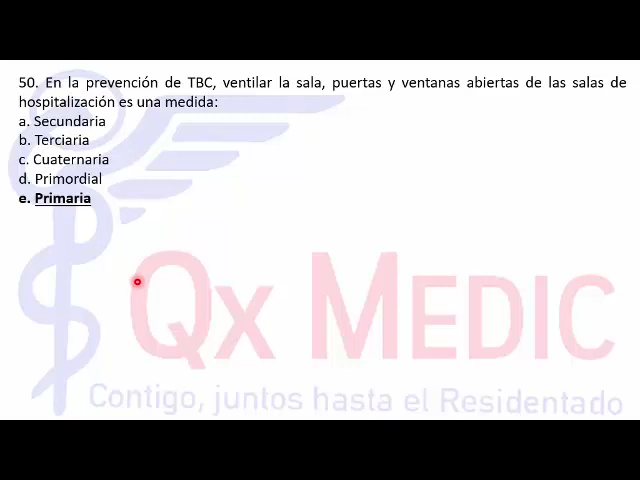 50. En la prevención de TBC, ventilar la sala, puertas y ventanas abiertas de las salas de
hospitalización es una medida:
a. Secundaria
b. Terciaria
c. Cuaternaria
d. Primordial
e. Primaria
Qx MEDIC
Contigo, juntos hasta el Residentado